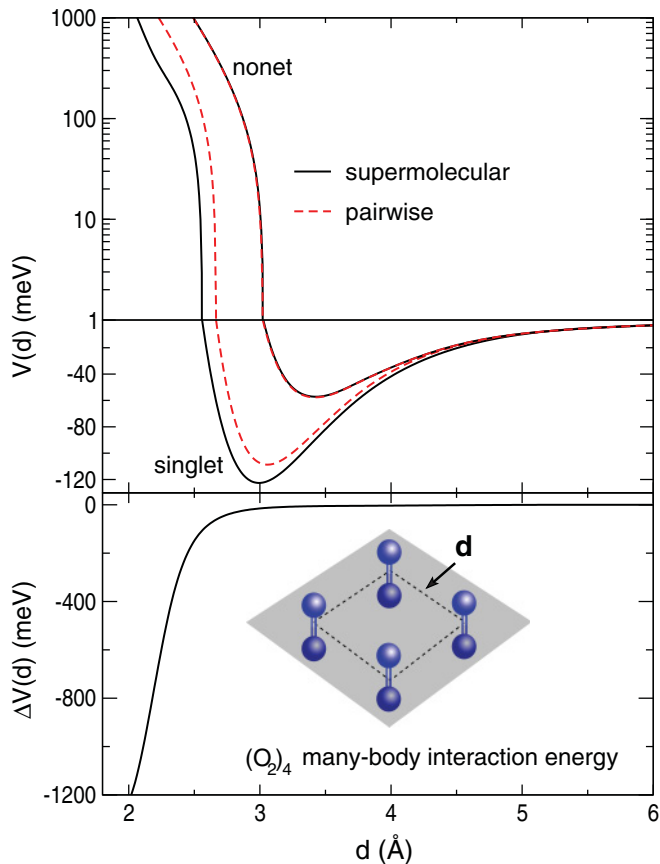 1000
nonet
100
supermolecular
pairwise
10
V(d) (meV)
1
-40
-80
singlet
-120
0
d
ΔV(d) (meV)
-400
-800
(O2)4 many-body interaction energy
-1200
2 3 4 5 6
d (Å)